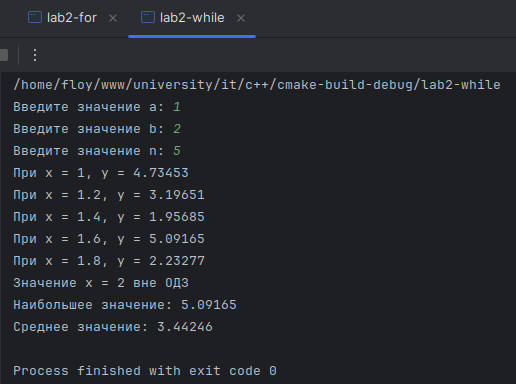 lab2-for × lab2-while ×
/home/floy/www/university/it/c++/cmake-build-debug/lab2-while
Введите значение a: 1
Введите значение b: 2
Введите значение n: 5
При x = 1, y = 4.73453
При x = 1.2, y = 3.19651
При x = 1.4, y = 1.95685
При x = 1.6, y = 5.09165
При x = 1.8, y = 2.23277
Значение x = 2 вне ОДЗ
Наибольшее значение: 5.09165
Среднее значение: 3.44246
Process finished with exit code 0